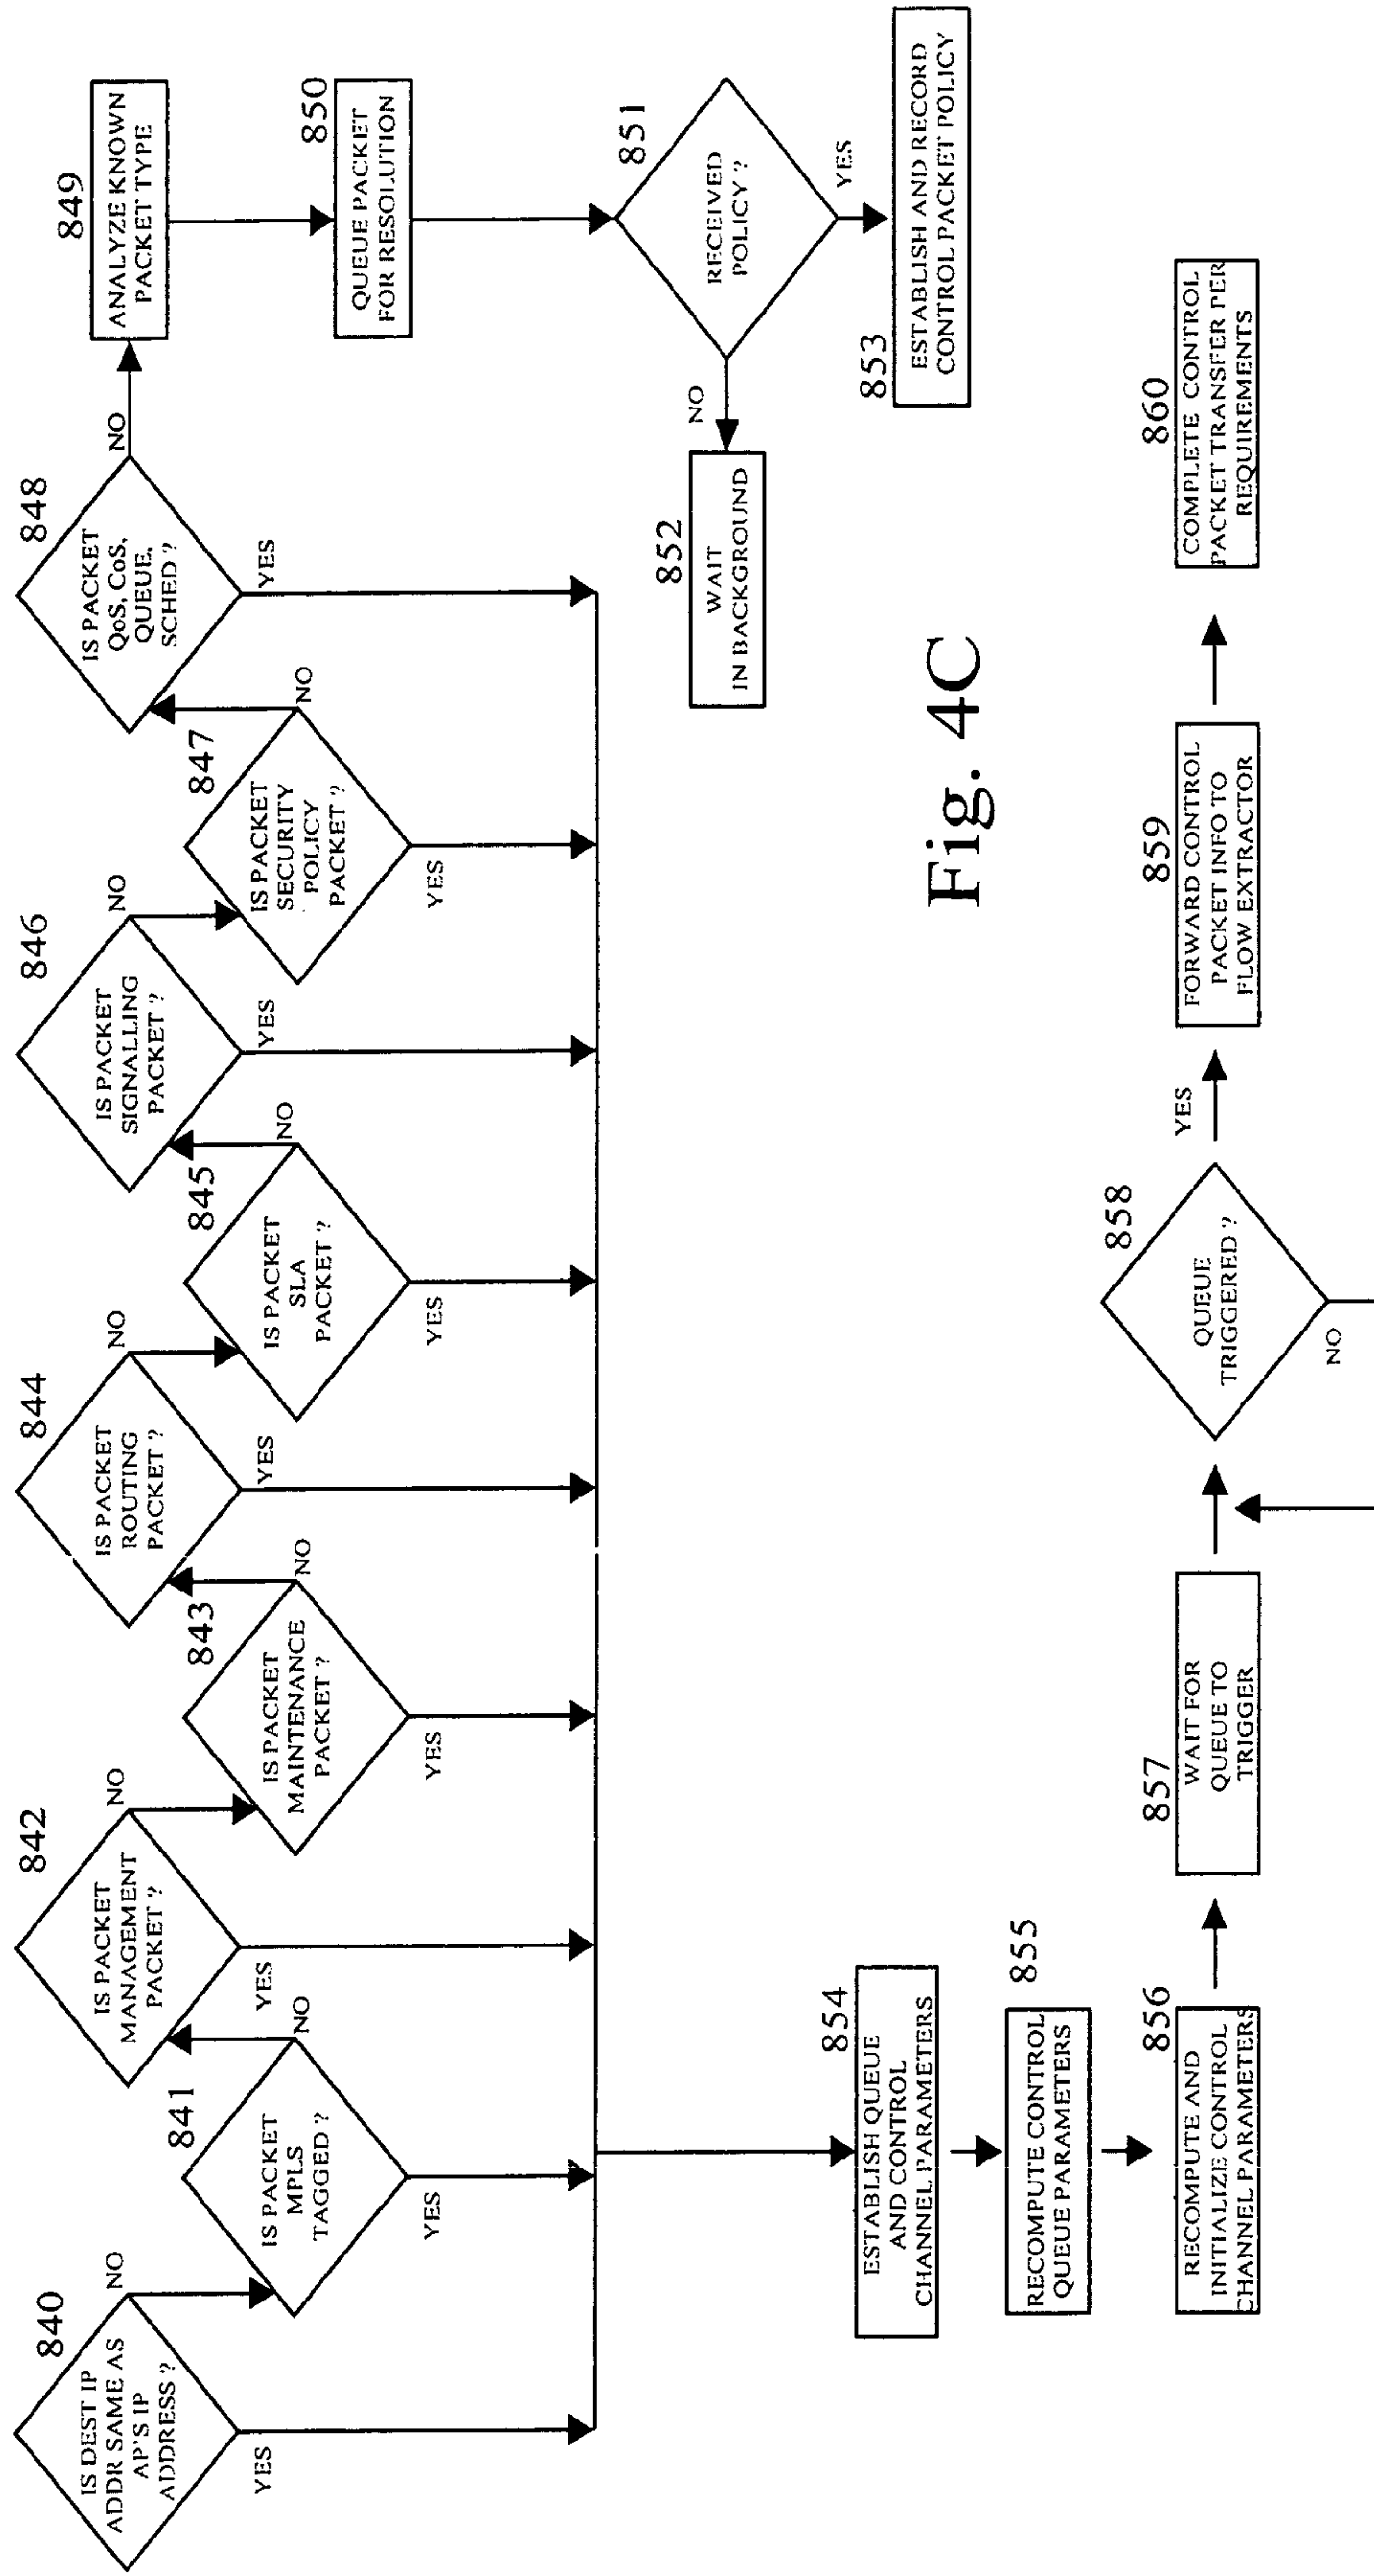 840
IS DEST IP
ADDR SAME AS
AP'S IP
ADDRESS ?
NO
YES
841
IS PACKET
MPLS
TAGGED ?
NO
YES
842
IS PACKET
MANAGEMENT
PACKET ?
NO
YES
843
IS PACKET
MAINTENANCE
PACKET ?
NO
YES
844
IS PACKET
ROUTING
PACKET ?
NO
YES
845
IS PACKET
SLA
PACKET ?
NO
YES
846
IS PACKET
SIGNALLING
PACKET ?
NO
YES
847
IS PACKET
SECURITY
POLICY
PACKET ?
NO
YES
848
IS PACKET
QoS, CoS,
QUEUE,
SCHED ?
NO
YES
849
ANALYZE KNOWN
PACKET TYPE
850
QUEUE PACKET
FOR RESOLUTION
851
RECEIVED
POLICY ?
NO
YES
852
WAIT
IN BACKGROUND
853
ESTABLISH AND RECORD
CONTROL PACKET POLICY
854
ESTABLISH QUEUE
AND CONTROL
CHANNEL PARAMETERS
855
RECOMPUTE CONTROL
QUEUE PARAMETERS
856
RECOMPUTE AND
INITIALIZE CONTROL
CHANNEL PARAMETERS
857
WAIT FOR
QUEUE TO
TRIGGER
858
QUEUE
TRIGGERED ?
YES
NO
859
FORWARD CONTROL
PACKET INFO TO
FLOW EXTRACTOR
860
COMPLETE CONTROL
PACKET TRANSFER PER
REQUIREMENTS
Fig. 4C